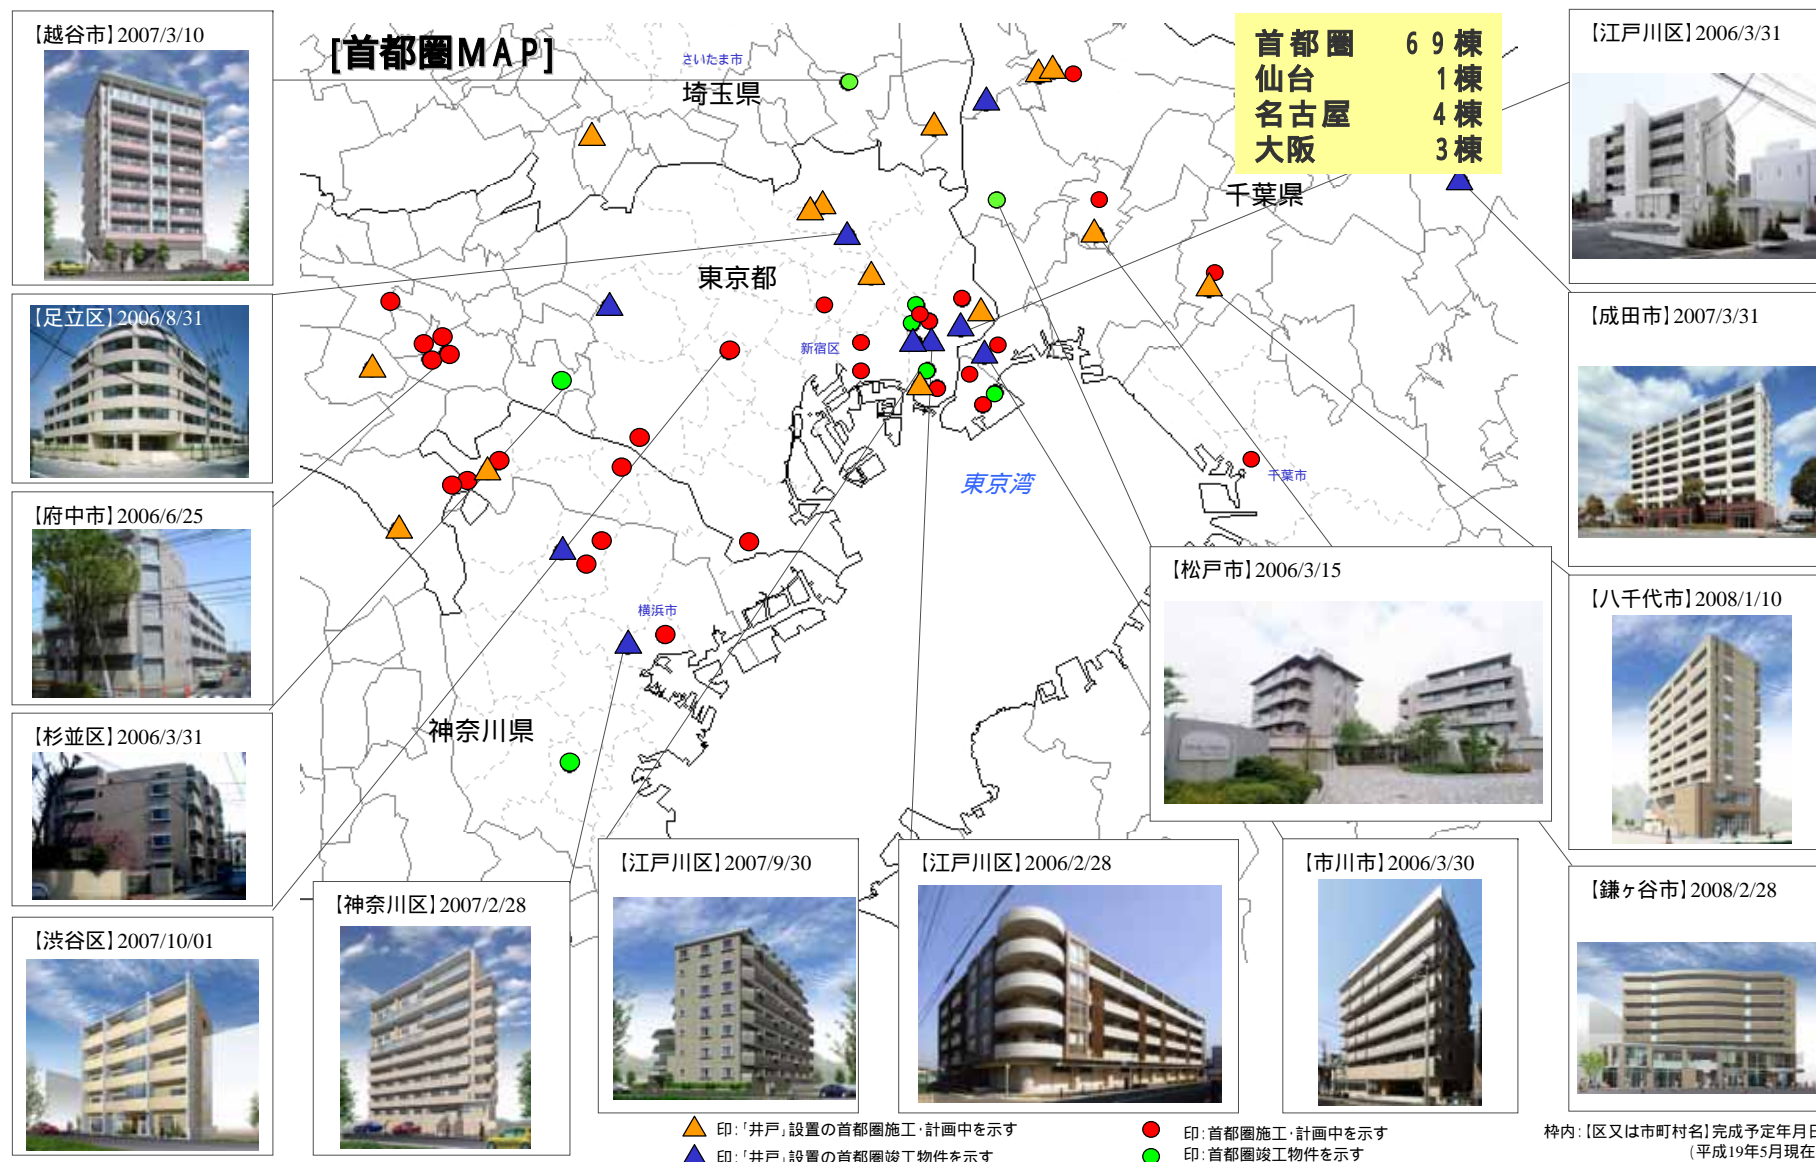 [首都圏MAP]
首都圏 69棟
仙台 1棟
名古屋 4棟
大阪 3棟
【越谷市】2007/3/10
【足立区】2006/8/31
【府中市】2006/6/25
【杉並区】2006/3/31
【渋谷区】2007/10/01
【神奈川区】2007/2/28
【江戸川区】2007/9/30
【江戸川区】2006/2/28
【市川市】2006/3/30
【松戸市】2006/3/15
【江戸川区】2006/3/31
【成田市】2007/3/31
【八千代市】2008/1/10
【鎌ヶ谷市】2008/2/28
さいたま市
埼玉県
千葉県
東京都
新宿区
東京湾
千葉市
横浜市
神奈川県
印:「井戸」設置の首都圏施工・計画中を示す
印:「井戸」設置の首都圏竣工物件を示す
印:首都圏施工・計画中を示す
印:首都圏竣工物件を示す
枠内:【区又は市町村名】完成予定年月日
(平成19年5月現在